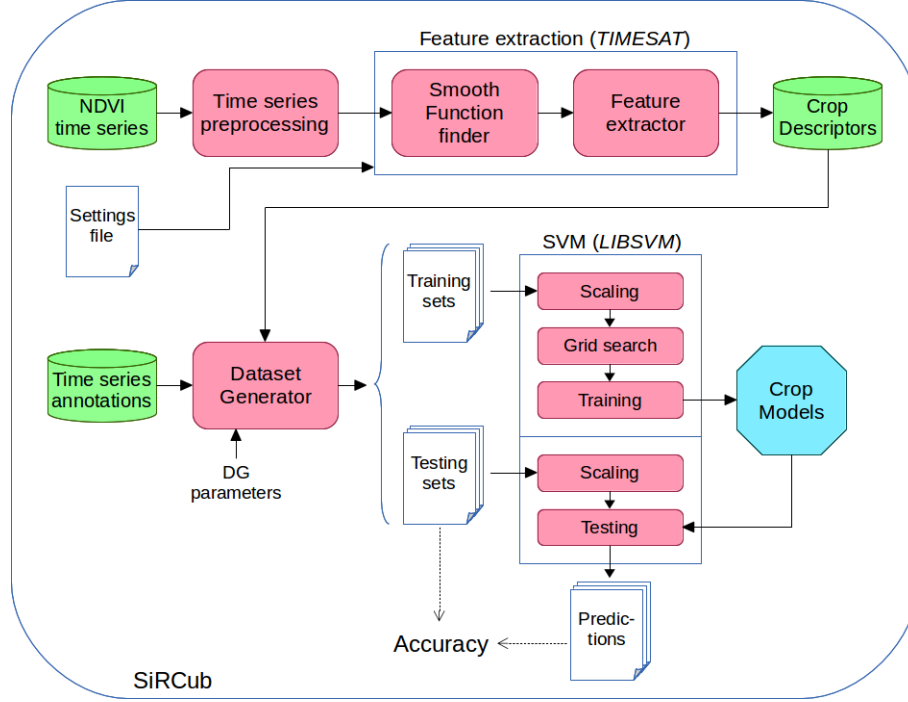 Feature extraction (TIMESAT)
NDVI
time series
Time series
preprocessing
Smooth
Function
finder
Feature
extractor
Crop
Descriptors
Settings
file
SVM (LIBSVM)
Training
sets
Scaling
Grid search
Training
Time series
annotations
Dataset
Generator
Crop
Models
DG
parameters
Testing
sets
Scaling
Testing
Predic-
tions
Accuracy
SiRCub